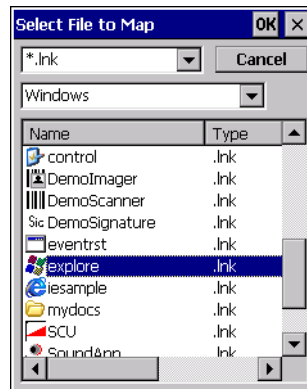 Select File to Map OK ×
*.lnk Cancel
Windows
Name Type
control .lnk
DemoImager .lnk
DemoScanner .lnk
Sic DemoSignature .lnk
eventrst .lnk
explore .lnk
iesample .lnk
mydocs .lnk
SCU .lnk
SoundApp .lnk